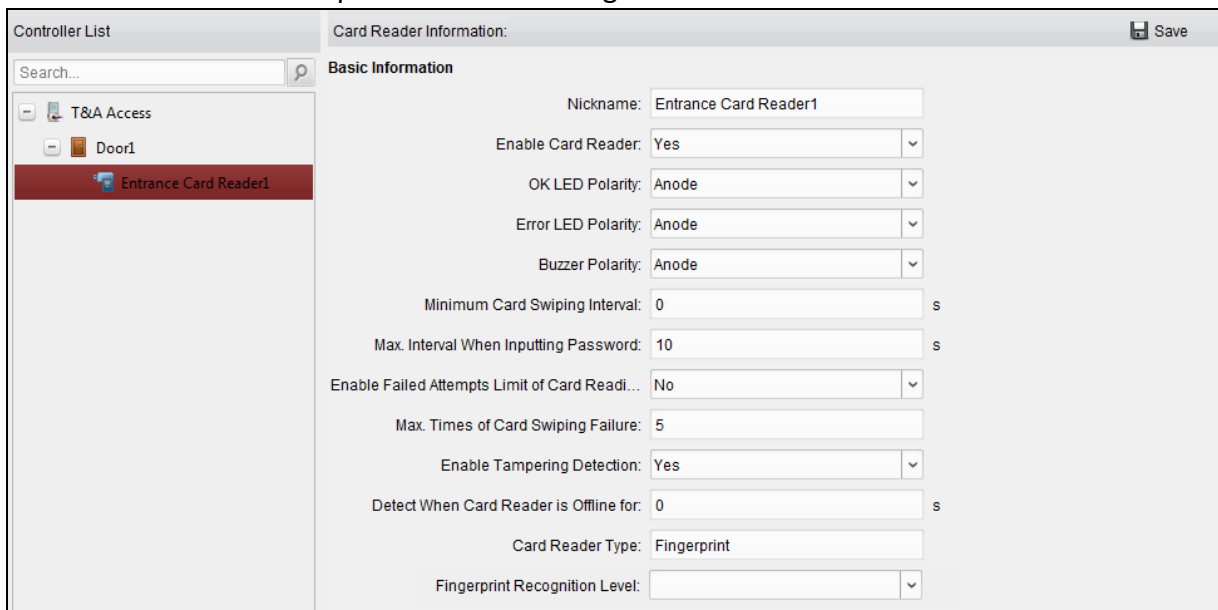 Controller List
Card Reader Information:
Save
Search...
Basic Information
T&A Access
Door1
Entrance Card Reader1
Nickname: Entrance Card Reader1
Enable Card Reader: Yes
OK LED Polarity: Anode
Error LED Polarity: Anode
Buzzer Polarity: Anode
Minimum Card Swiping Interval: 0 s
Max. Interval When Inputting Password: 10 s
Enable Failed Attempts Limit of Card Readi... No
Max. Times of Card Swiping Failure: 5
Enable Tampering Detection: Yes
Detect When Card Reader is Offline for: 0 s
Card Reader Type: Fingerprint
Fingerprint Recognition Level: